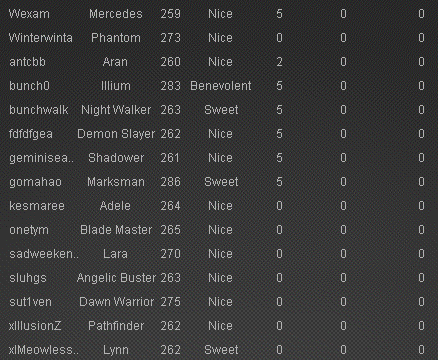 Wexam Mercedes 259 Nice 5 0 0
Winterwinta Phantom 273 Nice 0 0 0
antcbb Aran 260 Nice 2 0 0
bunch0 Illium 283 Benevolent 5 0 0
bunchwalk Night Walker 263 Sweet 5 0 0
fdfdfgea Demon Slayer 262 Nice 5 0 0
geminisea.. Shadower 261 Nice 5 0 0
gomahao Marksman 286 Sweet 5 0 0
kesmaree Adele 264 Nice 0 0 0
onetym Blade Master 265 Nice 0 0 0
sadweeken.. Lara 270 Nice 0 0 0
sluhgs Angelic Buster 263 Nice 0 0 0
sut1ven Dawn Warrior 275 Nice 0 0 0
xIllusionZ Pathfinder 262 Nice 0 0 0
xIMeowless.. Lynn 262 Sweet 0 0 0